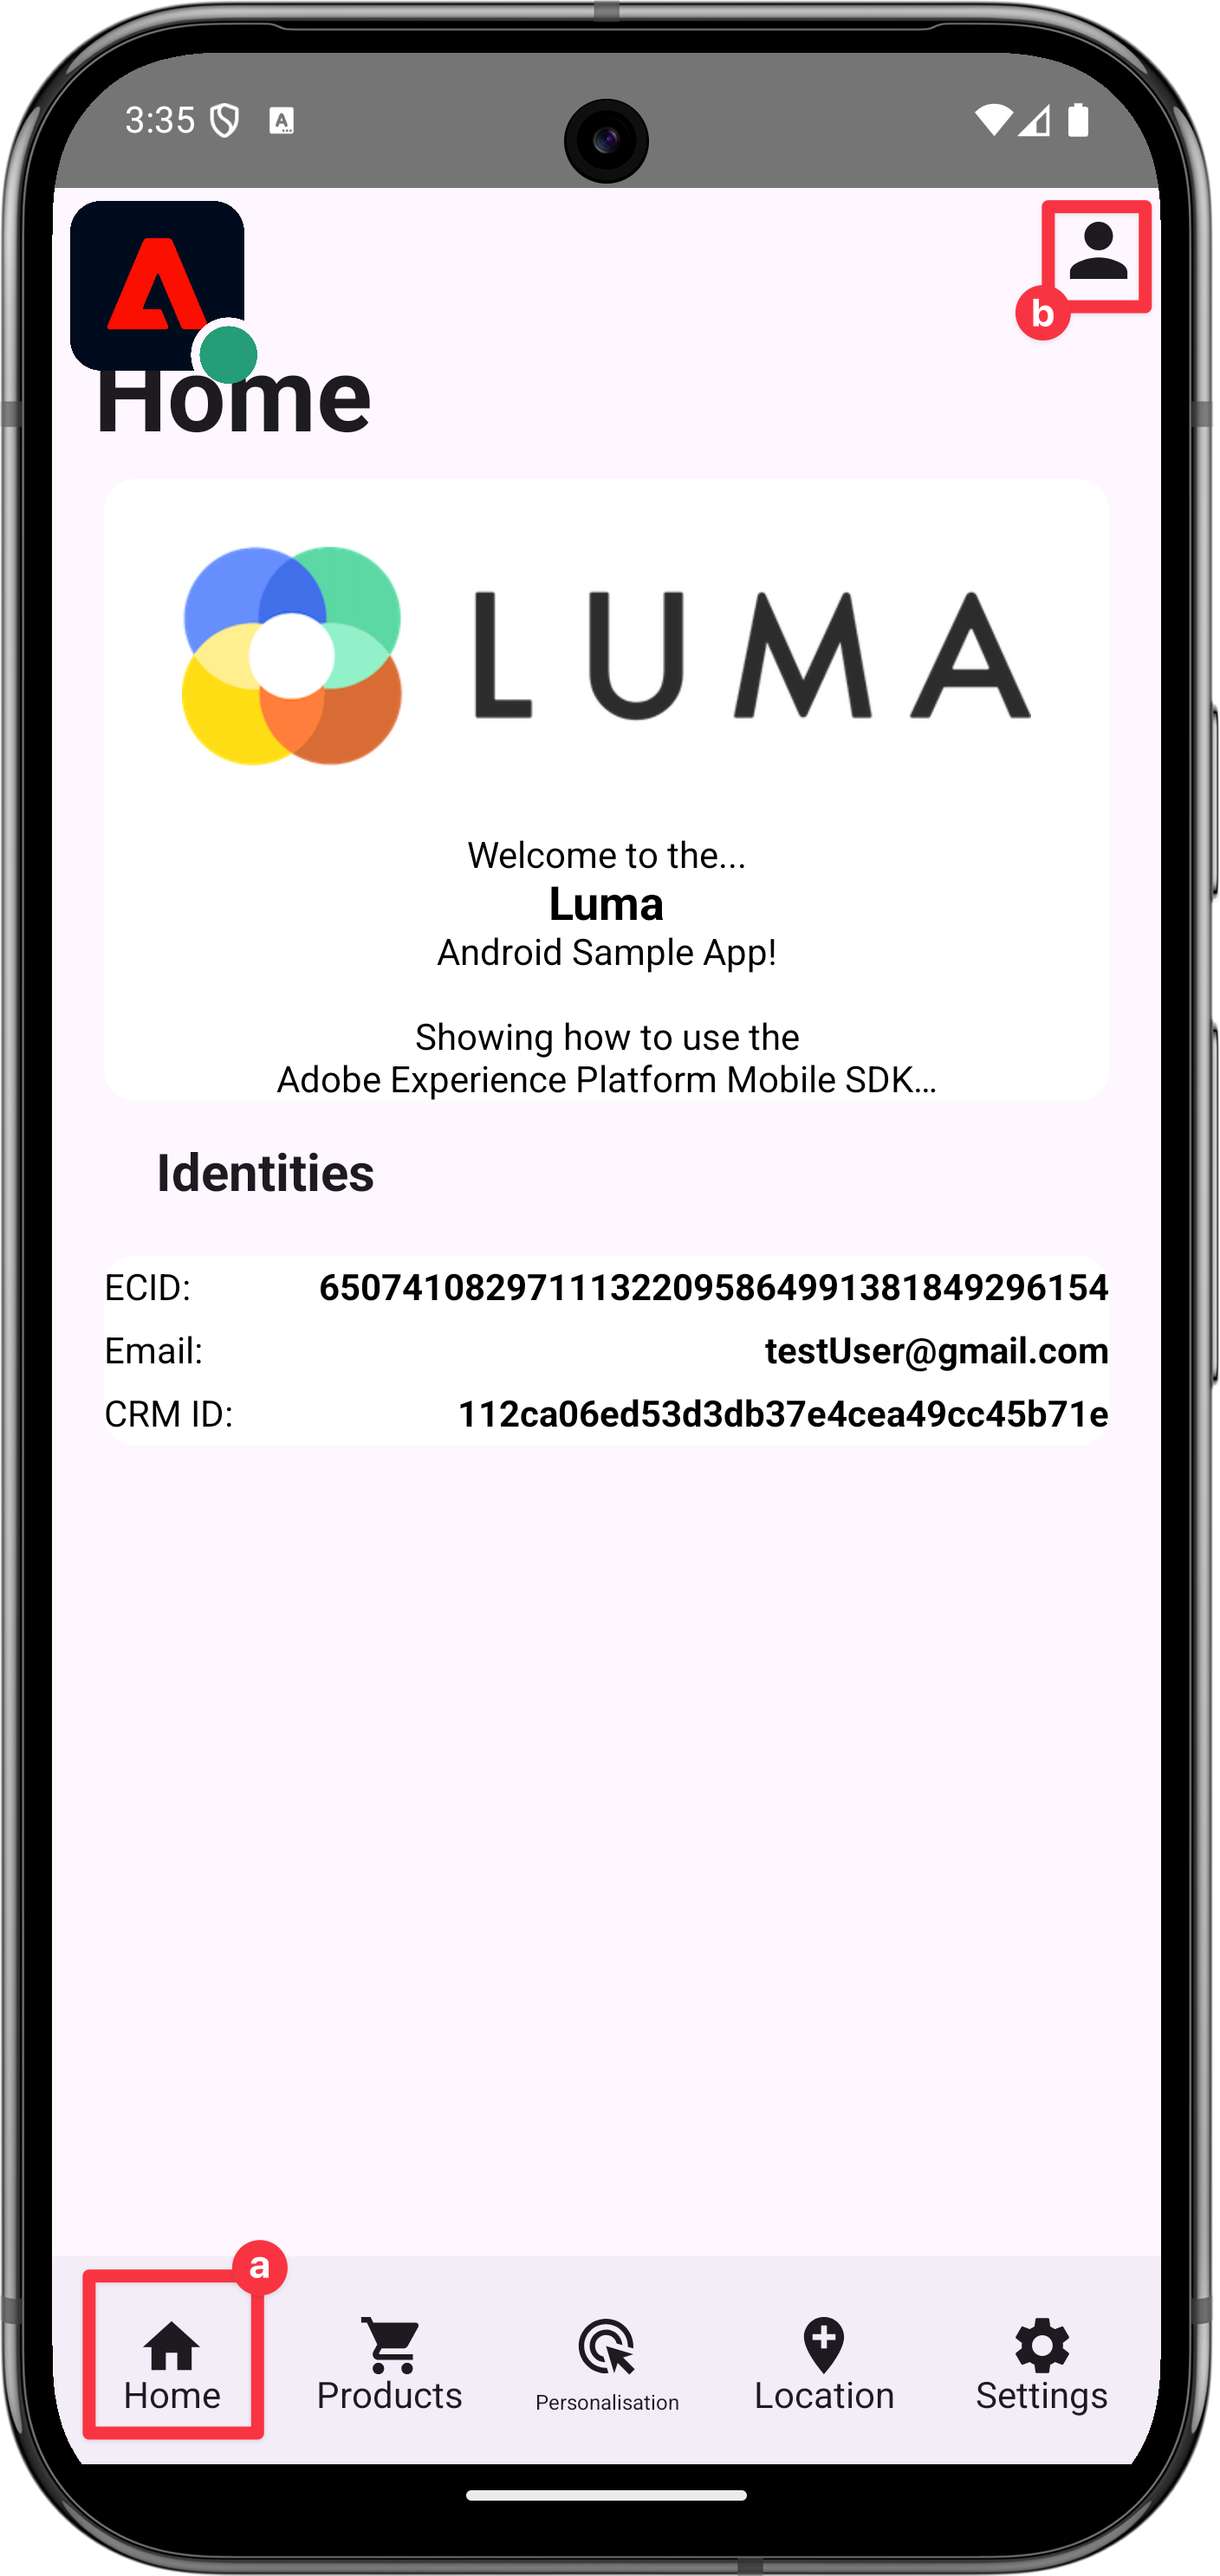 3:35
b
Home
LUMA
Welcome to the...
Luma
Android Sample App!
Showing how to use the
Adobe Experience Platform Mobile SDK...
Identities
ECID: 65074108297111322095864991381849296154
Email: testUser@gmail.com
CRM ID: 112ca06ed53d3db37e4cea49cc45b71e
a
Home Products Personalisation Location Settings